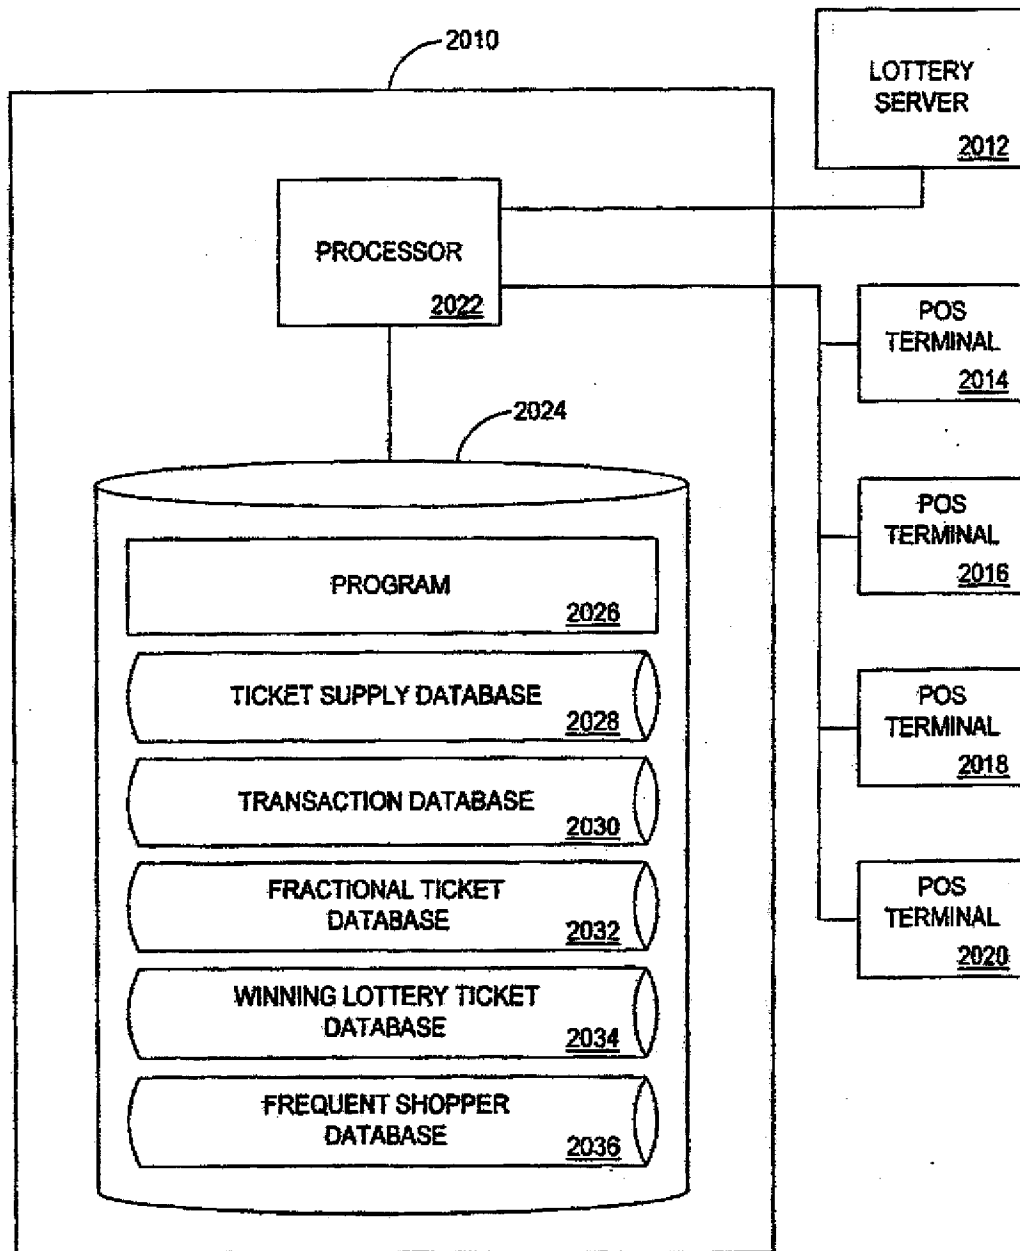 2010
LOTTERY
SERVER
2012
PROCESSOR
2022
POS
TERMINAL
2014
2024
POS
TERMINAL
2016
PROGRAM
2026
TICKET SUPPLY DATABASE
2028
POS
TERMINAL
2018
TRANSACTION DATABASE
2030
FRACTIONAL TICKET
DATABASE
2032
POS
TERMINAL
2020
WINNING LOTTERY TICKET
DATABASE
2034
FREQUENT SHOPPER
DATABASE
2036